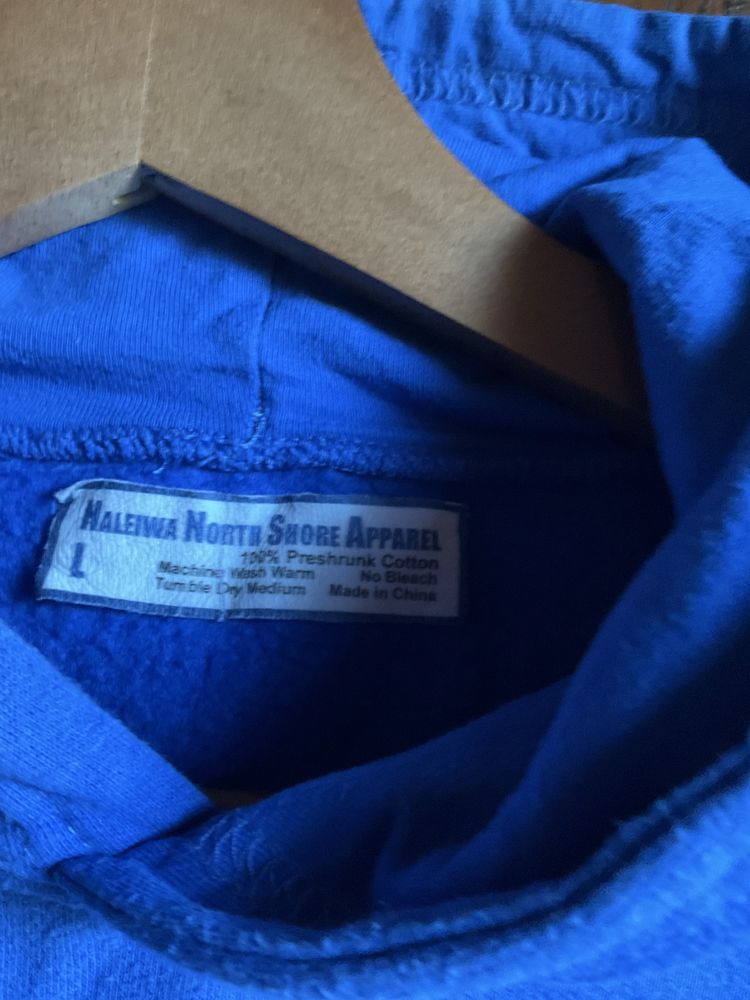 HALEIWA NORTH SHORE APPAREL
L
100% Preshrunk Cotton
Machine Wash Warm No Bleach
Tumble Dry Medium Made in China